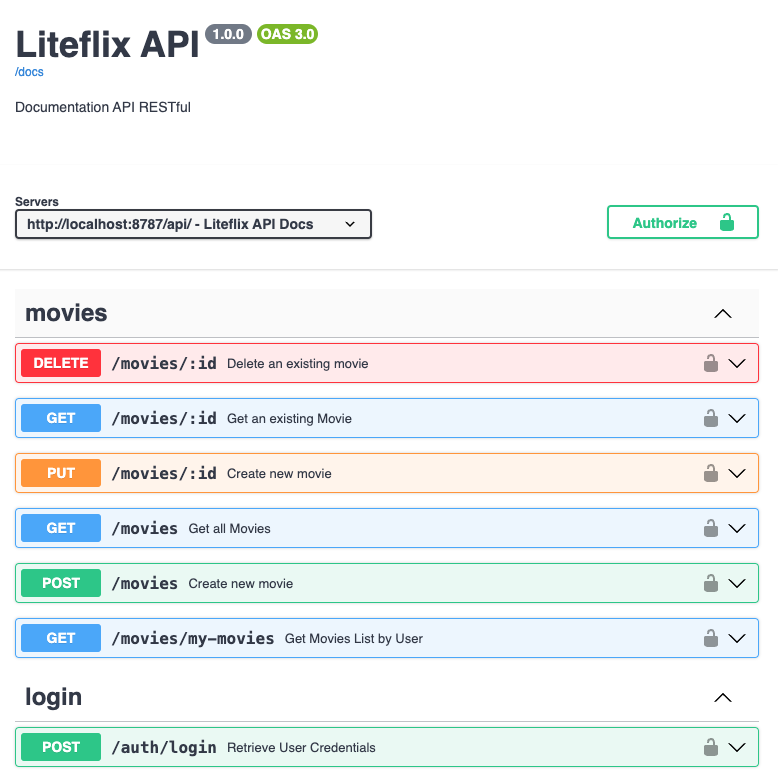 Liteflix API 1.0.0 OAS 3.0
/docs
Documentation API RESTful
Servers
http://localhost:8787/api/ - Liteflix API Docs
Authorize
movies
DELETE /movies/:id Delete an existing movie
GET /movies/:id Get an existing Movie
PUT /movies/:id Create new movie
GET /movies Get all Movies
POST /movies Create new movie
GET /movies/my-movies Get Movies List by User
login
POST /auth/login Retrieve User Credentials